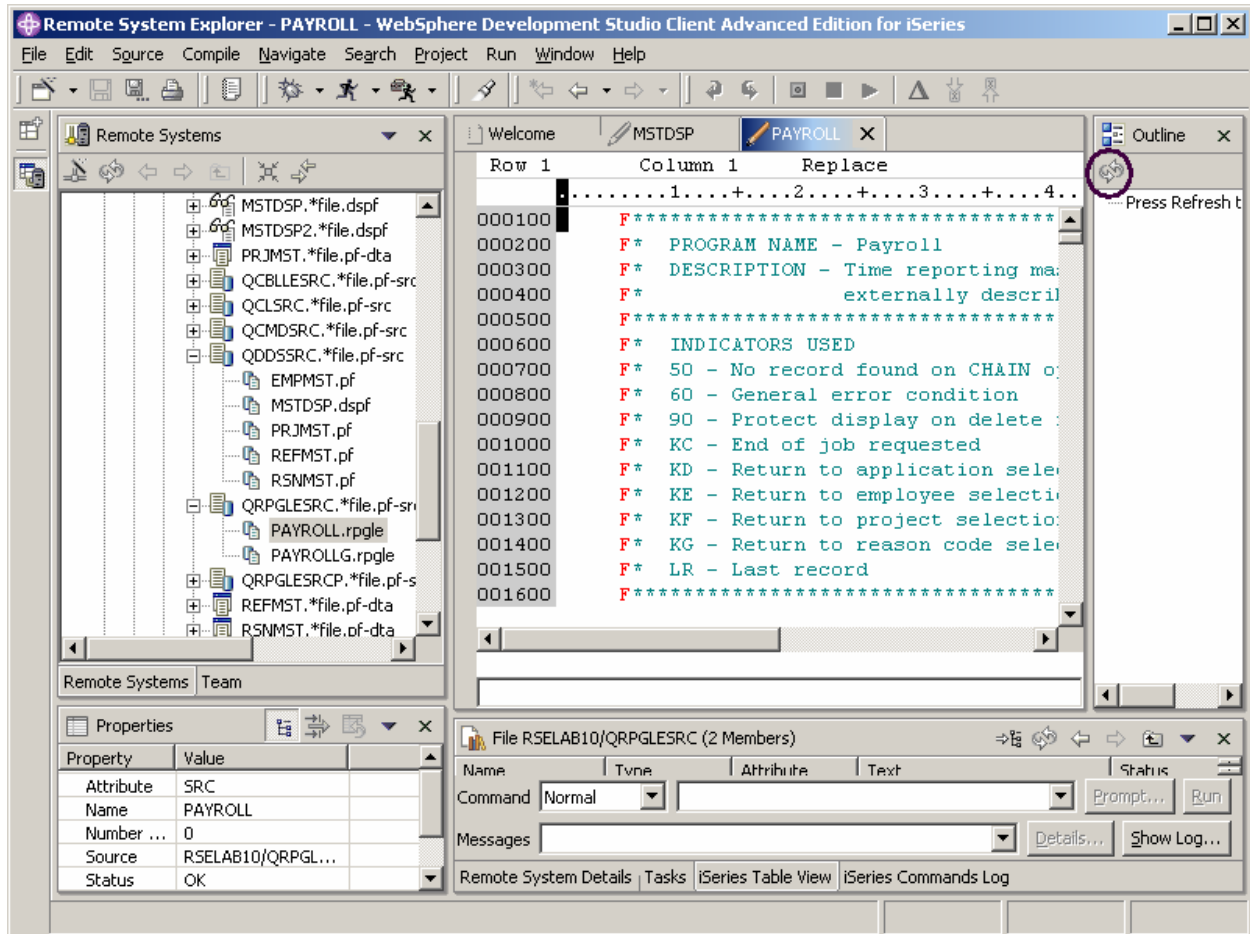 Remote System Explorer - PAYROLL - WebSphere Development Studio Client Advanced Edition for iSeries
File Edit Source Compile Navigate Search Project Run Window Help
Remote Systems
MSTDSP.*file.dspf
MSTDSP2.*file.dspf
PRJMST.*file.pf-dta
QCBLLESRC.*file.pf-src
QCLSRC.*file.pf-src
QCMDSRC.*file.pf-src
QDDSSRC.*file.pf-src
EMPMST.pf
MSTDSP.dspf
PRJMST.pf
REFMST.pf
RSNMST.pf
QRPGLESRC.*file.pf-sr
PAYROLL.rpgle
PAYROLLG.rpgle
QRPGLESRCP.*file.pf-s
REFMST.*file.pf-dta
RSNMST.*file.pf-dta
Remote Systems Team
Welcome MSTDSP PAYROLL
Row 1 Column 1 Replace
.........1....+....2....+....3....+....4..
000100 F***********************************
000200 F* PROGRAM NAME - Payroll
000300 F* DESCRIPTION - Time reporting ma
000400 F* externally descri
000500 F***********************************
000600 F* INDICATORS USED
000700 F* 50 - No record found on CHAIN o
000800 F* 60 - General error condition
000900 F* 90 - Protect display on delete
001000 F* KC - End of job requested
001100 F* KD - Return to application sele
001200 F* KE - Return to employee selecti
001300 F* KF - Return to project selectio
001400 F* KG - Return to reason code sele
001500 F* LR - Last record
001600 F***********************************
Outline
Press Refresh t
Properties
Property Value
Attribute SRC
Name PAYROLL
Number ... 0
Source RSELAB10/QRPGL...
Status OK
File RSELAB10/QRPGLESRC (2 Members)
Name Type Attribute Text Status
Command Normal Prompt... Run
Messages Details... Show Log...
Remote System Details Tasks iSeries Table View iSeries Commands Log